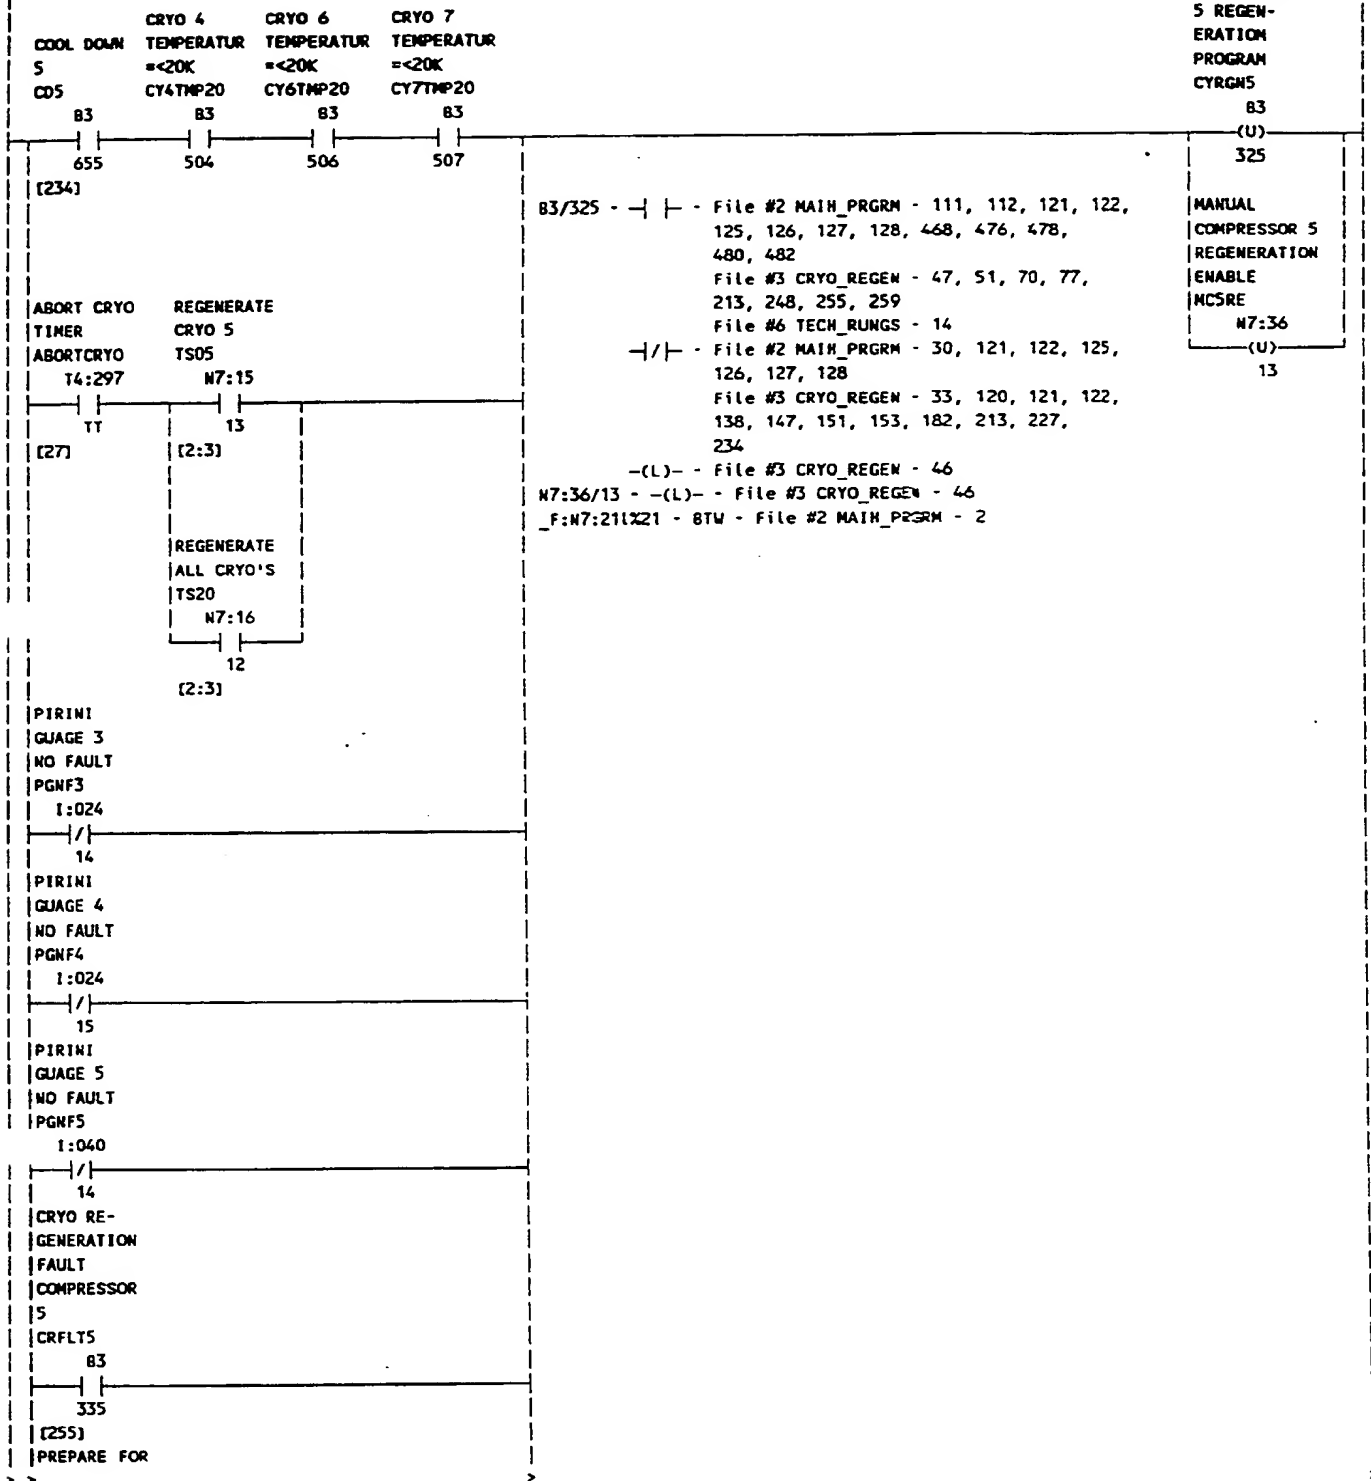 CRYO 4 CRYO 6 CRYO 7
COOL DOWN TEMPERATUR TEMPERATUR TEMPERATUR
5 =<20K =<20K =<20K
CD5 CY4TMP20 CY6TMP20 CY7TMP20
B3 B3 B3 B3
655 504 506 507
[234]
5 REGEN-
ERATION
PROGRAM
CYRGN5
B3
(U)
325
B3/325 - ─┤ ├─ - File #2 MAIN_PRGRM - 111, 112, 121, 122,
125, 126, 127, 128, 468, 476, 478,
480, 482
File #3 CRYO_REGEN - 47, 51, 70, 77,
213, 248, 255, 259
File #6 TECH_RUNGS - 14
─┤/├─ - File #2 MAIN_PRGRM - 30, 121, 122, 125,
126, 127, 128
File #3 CRYO_REGEN - 33, 120, 121, 122,
138, 147, 151, 153, 182, 213, 227,
234
─(L)─ - File #3 CRYO_REGEN - 46
N7:36/13 - ─(L)─ - File #3 CRYO_REGEN - 46
_F:N7:211%21 - BTW - File #2 MAIN_PRGRM - 2
MANUAL
COMPRESSOR 5
REGENERATION
ENABLE
MC5RE
N7:36
(U)
13
ABORT CRYO REGENERATE
TIMER CRYO 5
ABORTCRYO TS05
T4:297 N7:15
TT 13
[27] [2:3]
REGENERATE
ALL CRYO'S
TS20
N7:16
12
[2:3]
PIRINI
GUAGE 3
NO FAULT
PGNF3
I:024
14
PIRINI
GUAGE 4
NO FAULT
PGNF4
I:024
15
PIRINI
GUAGE 5
NO FAULT
PGNF5
I:040
14
CRYO RE-
GENERATION
FAULT
COMPRESSOR
5
CRFLT5
B3
335
[255]
PREPARE FOR